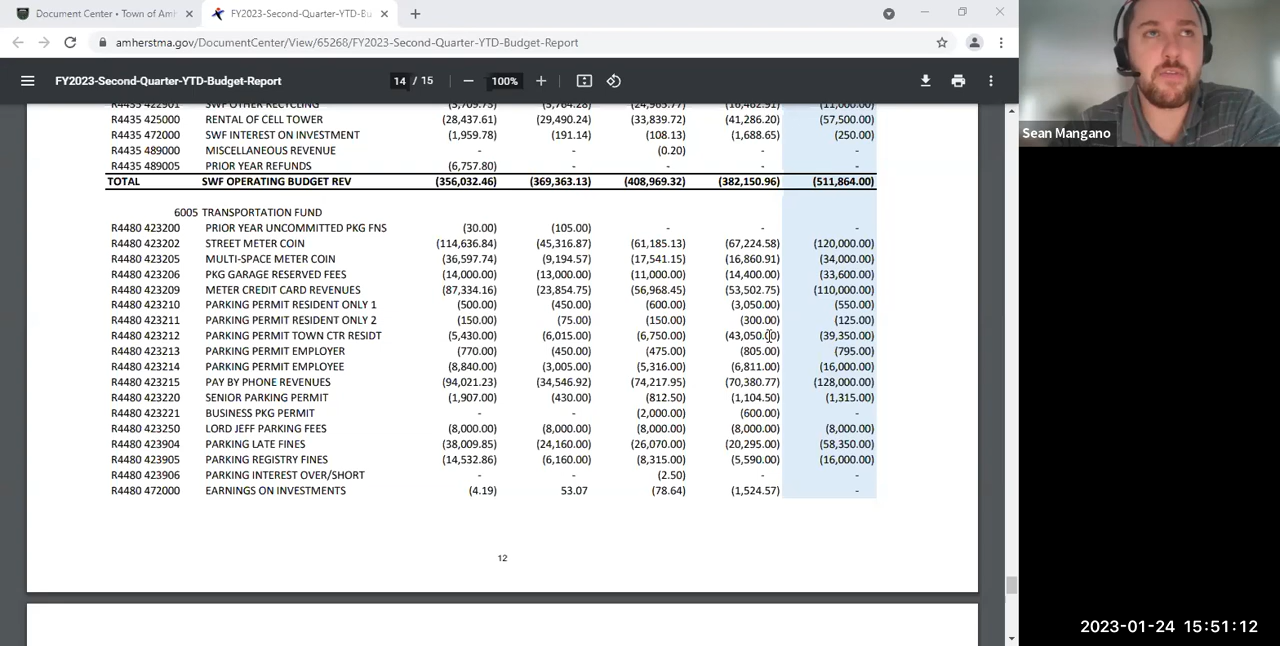 Document Center • Town of Amh
FY2023-Second-Quarter-YTD-Bu
amherstma.gov/DocumentCenter/View/65268/FY2023-Second-Quarter-YTD-Budget-Report
FY2023-Second-Quarter-YTD-Budget-Report 14 / 15 100%
R4435 422901 SWF OTHER RECYCLING (3,709.73) (3,764.28) (24,965.77) (16,462.91) (11,000.00)
R4435 425000 RENTAL OF CELL TOWER (28,437.61) (29,490.24) (33,839.72) (41,286.20) (57,500.00)
R4435 472000 SWF INTEREST ON INVESTMENT (1,959.78) (191.14) (108.13) (1,688.65) (250.00)
R4435 489000 MISCELLANEOUS REVENUE - - (0.20) - -
R4435 489005 PRIOR YEAR REFUNDS (6,757.80) - - - -
TOTAL SWF OPERATING BUDGET REV (356,032.46) (369,363.13) (408,969.32) (382,150.96) (511,864.00)
6005 TRANSPORTATION FUND
R4480 423200 PRIOR YEAR UNCOMMITTED PKG FNS (30.00) (105.00) - - -
R4480 423202 STREET METER COIN (114,636.84) (45,316.87) (61,185.13) (67,224.58) (120,000.00)
R4480 423205 MULTI-SPACE METER COIN (36,597.74) (9,194.57) (17,541.15) (16,860.91) (34,000.00)
R4480 423206 PKG GARAGE RESERVED FEES (14,000.00) (13,000.00) (11,000.00) (14,400.00) (33,600.00)
R4480 423209 METER CREDIT CARD REVENUES (87,334.16) (23,854.75) (56,968.45) (53,502.75) (110,000.00)
R4480 423210 PARKING PERMIT RESIDENT ONLY 1 (500.00) (450.00) (600.00) (3,050.00) (550.00)
R4480 423211 PARKING PERMIT RESIDENT ONLY 2 (150.00) (75.00) (150.00) (300.00) (125.00)
R4480 423212 PARKING PERMIT TOWN CTR RESIDT (5,430.00) (6,015.00) (6,750.00) (43,050.00) (39,350.00)
R4480 423213 PARKING PERMIT EMPLOYER (770.00) (450.00) (475.00) (805.00) (795.00)
R4480 423214 PARKING PERMIT EMPLOYEE (8,840.00) (3,005.00) (5,316.00) (6,811.00) (16,000.00)
R4480 423215 PAY BY PHONE REVENUES (94,021.23) (34,546.92) (74,217.95) (70,380.77) (128,000.00)
R4480 423220 SENIOR PARKING PERMIT (1,907.00) (430.00) (812.50) (1,104.50) (1,315.00)
R4480 423221 BUSINESS PKG PERMIT - - (2,000.00) (600.00) -
R4480 423250 LORD JEFF PARKING FEES (8,000.00) (8,000.00) (8,000.00) (8,000.00) (8,000.00)
R4480 423904 PARKING LATE FINES (38,009.85) (24,160.00) (26,070.00) (20,295.00) (58,350.00)
R4480 423905 PARKING REGISTRY FINES (14,532.86) (6,160.00) (8,315.00) (5,590.00) (16,000.00)
R4480 423906 PARKING INTEREST OVER/SHORT - - (2.50) - -
R4480 472000 EARNINGS ON INVESTMENTS (4.19) 53.07 (78.64) (1,524.57) -
12
Sean Mangano
2023-01-24 15:51:12